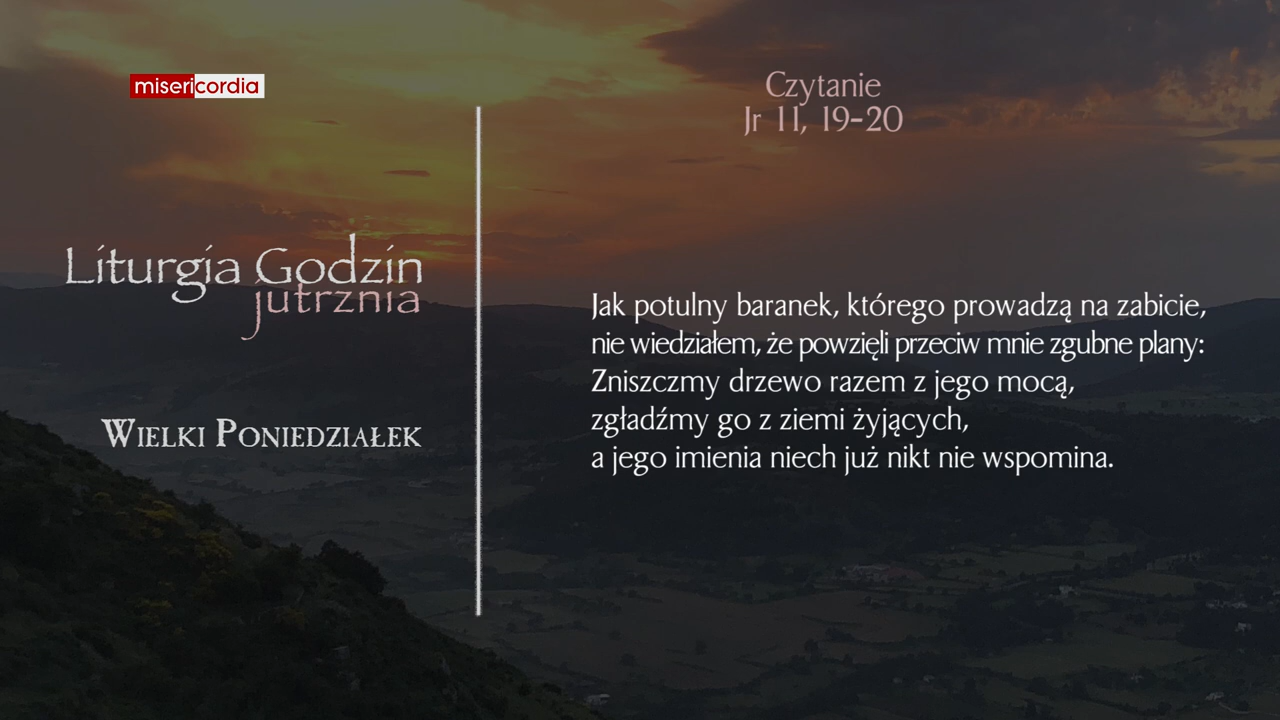 misericordia
Liturgia Godzin
jutrznia
Wielki Poniedziałek
Czytanie
Jr 11, 19-20
Jak potulny baranek, którego prowadzą na zabicie,
nie wiedziałem, że powzięli przeciw mnie zgubne plany:
Zniszczmy drzewo razem z jego mocą,
zgładźmy go z ziemi żyjących,
a jego imienia niech już nikt nie wspomina.